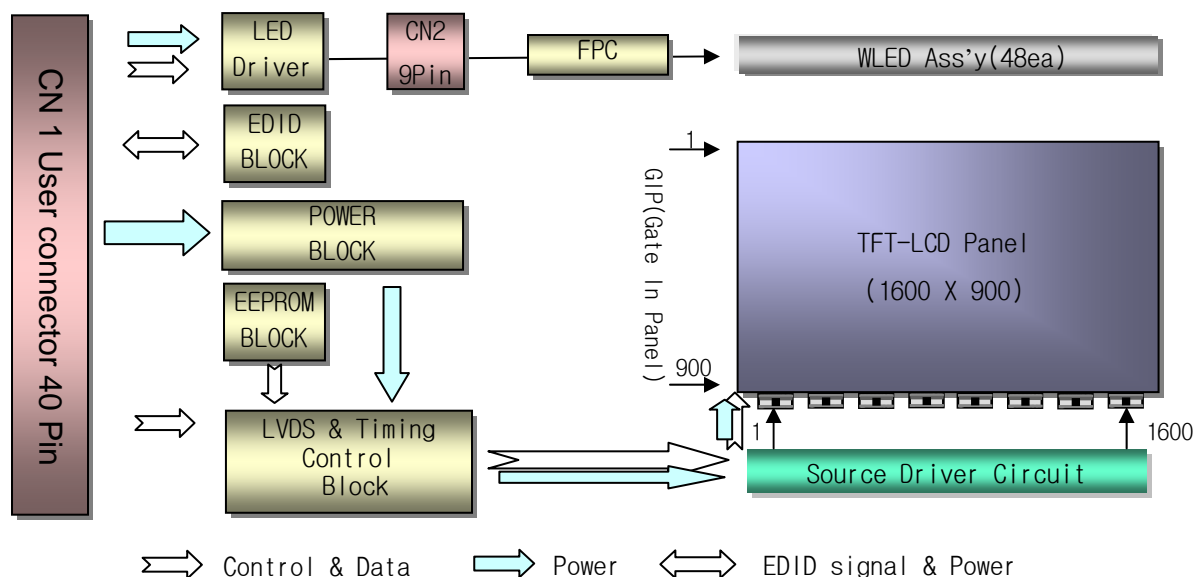 CN 1 User connector 40 Pin
LED
Driver
CN2
9Pin
FPC
WLED Ass'y(48ea)
EDID
BLOCK
POWER
BLOCK
EEPROM
BLOCK
LVDS & Timing
Control
Block
1
GIP(Gate In Panel)
900
TFT-LCD Panel
(1600 X 900)
1
1600
Source Driver Circuit
Control & Data
Power
EDID signal & Power